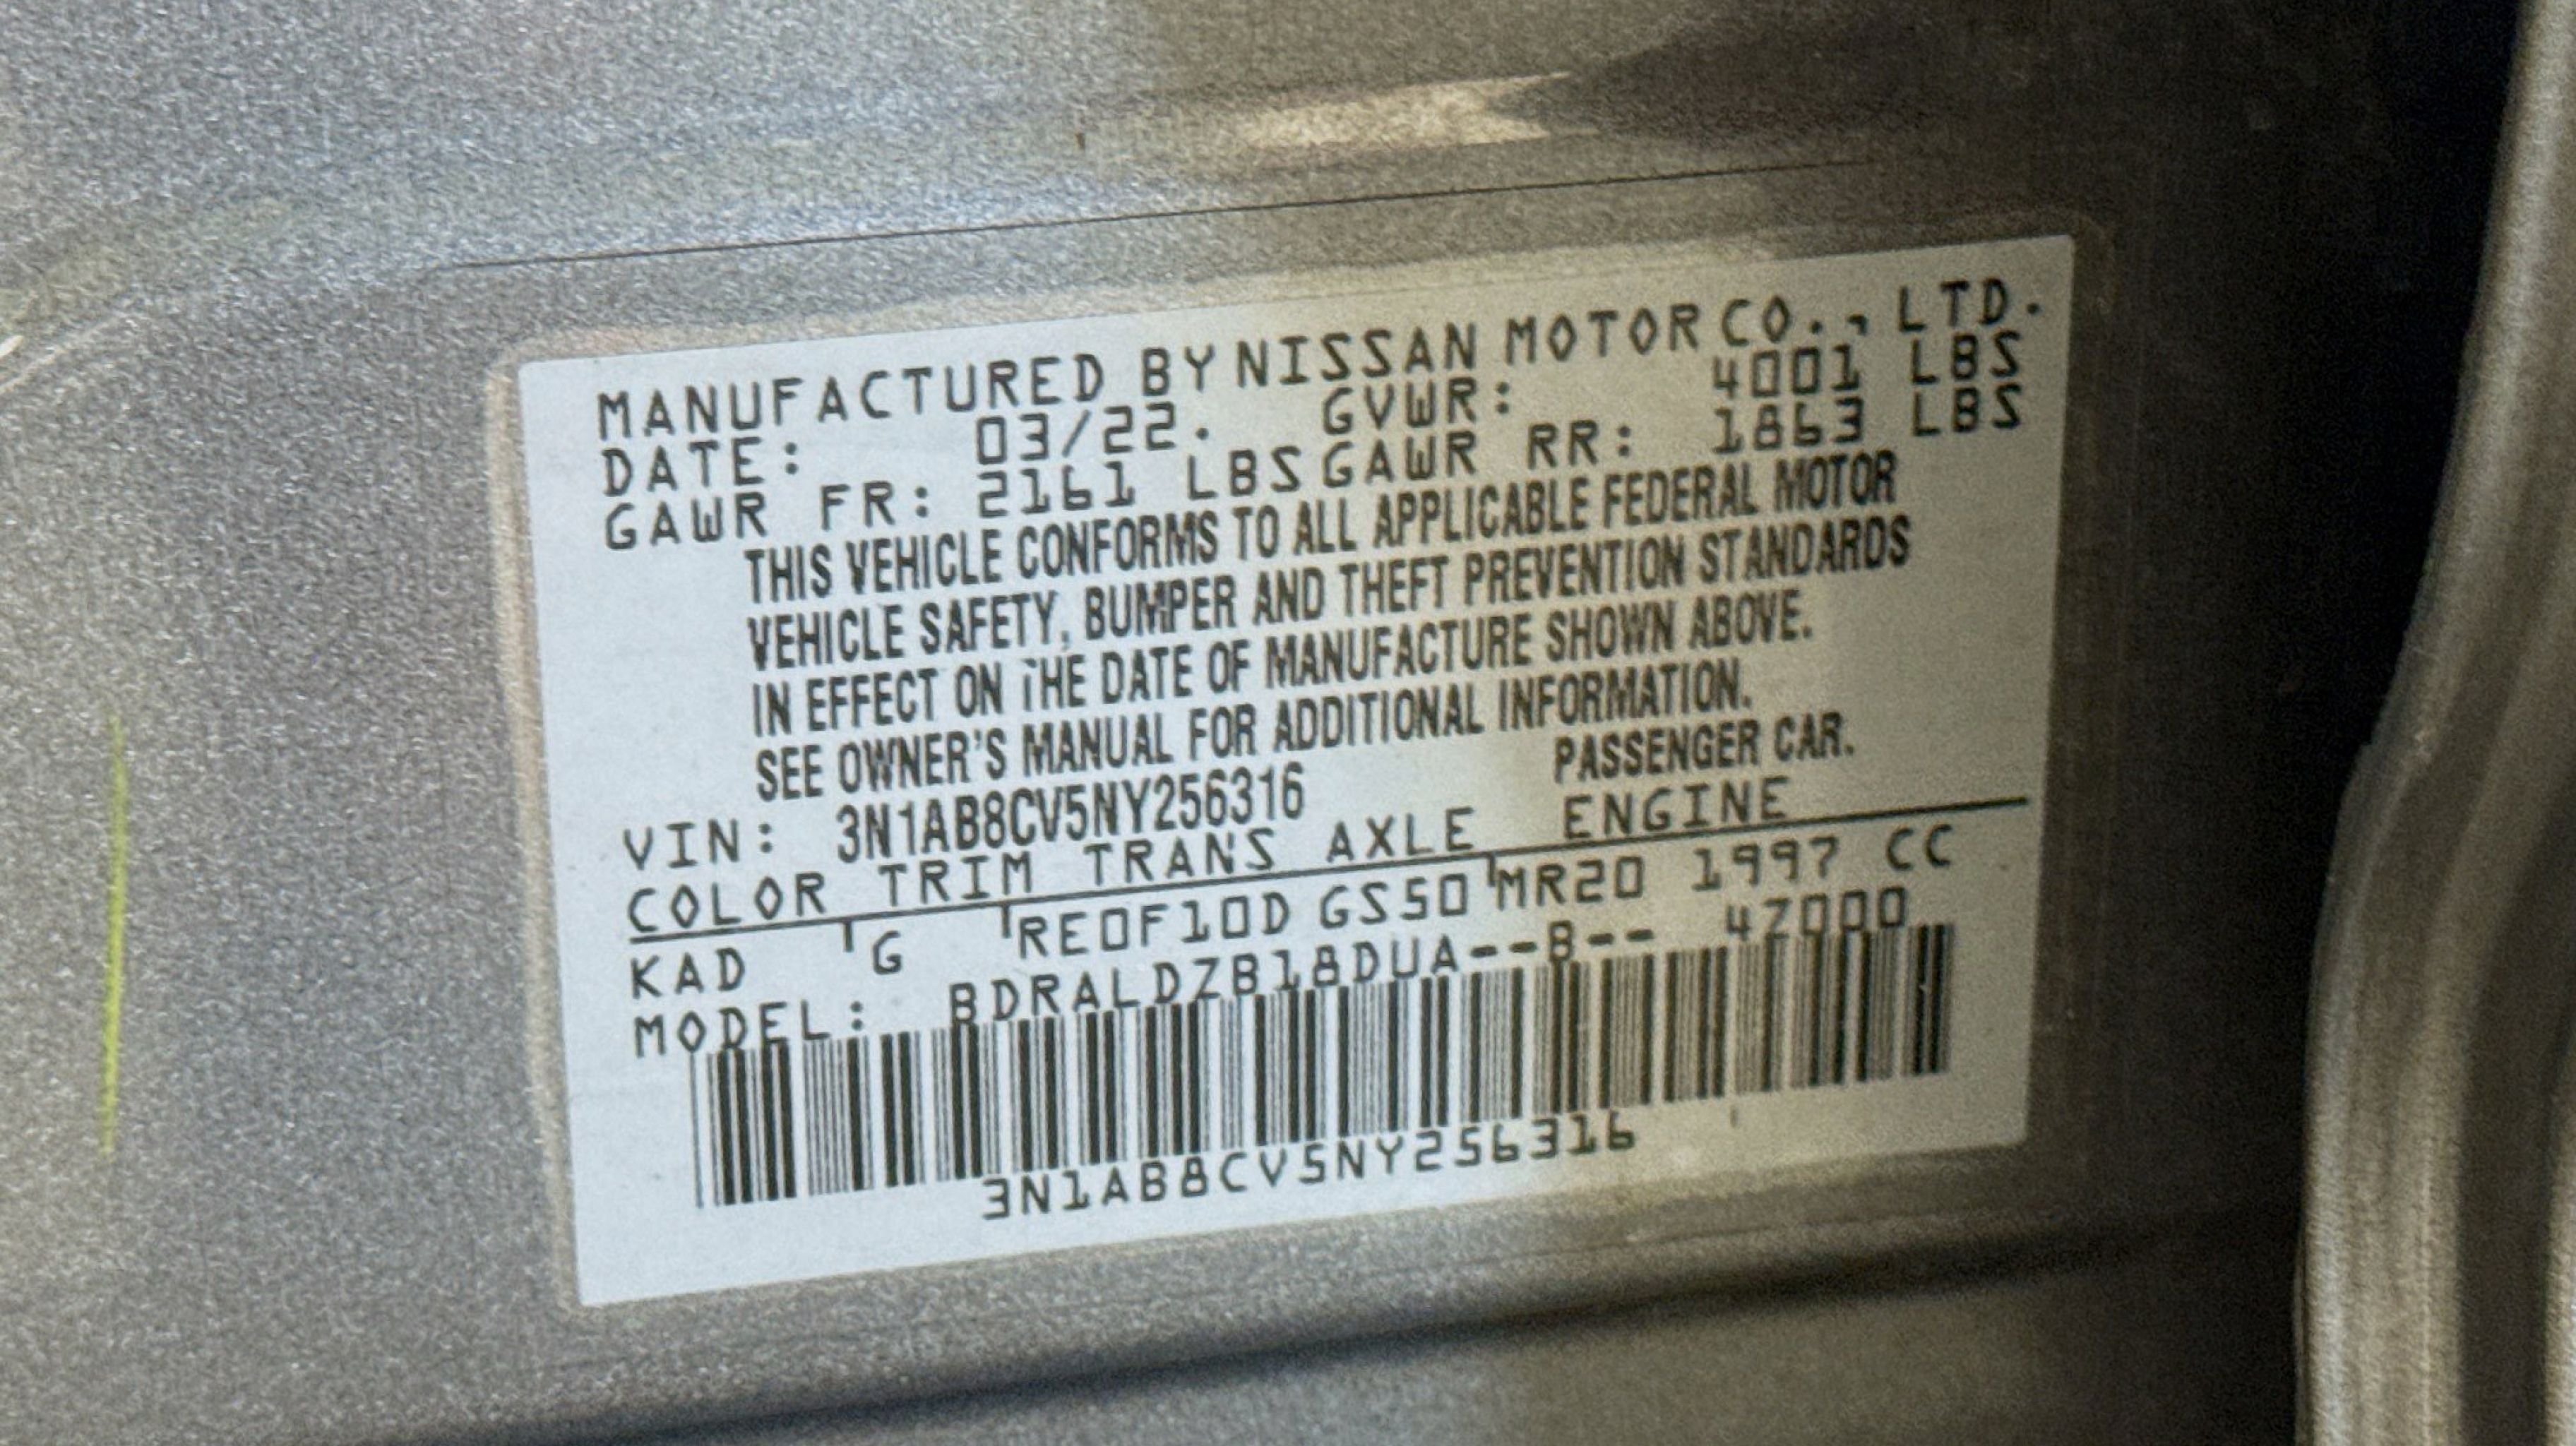 MANUFACTURED BY NISSAN MOTOR CO., LTD.
DATE: 03/22. GVWR: 4001 LBS
GAWR FR: 2161 LBS GAWR RR: 1863 LBS
THIS VEHICLE CONFORMS TO ALL APPLICABLE FEDERAL MOTOR
VEHICLE SAFETY, BUMPER AND THEFT PREVENTION STANDARDS
IN EFFECT ON THE DATE OF MANUFACTURE SHOWN ABOVE.
SEE OWNER'S MANUAL FOR ADDITIONAL INFORMATION.
VIN: 3N1AB8CV5NY256316 PASSENGER CAR.
COLOR TRIM TRANS AXLE ENGINE
KAD G RE0F10D GS50 MR20 1997 CC
MODEL: BDRALDZB18DUA--B-- 4Z000
3N1AB8CV5NY256316